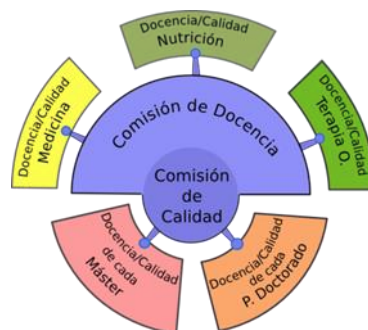 Docencia/Calidad
Nutrición
Docencia/Calidad
Medicina
Docencia/Calidad
Terapia O.
Comisión de Docencia
Comisión
de
Calidad
Docencia/Calidad
de cada
Máster
Docencia/Calidad
de cada
P. Doctorado